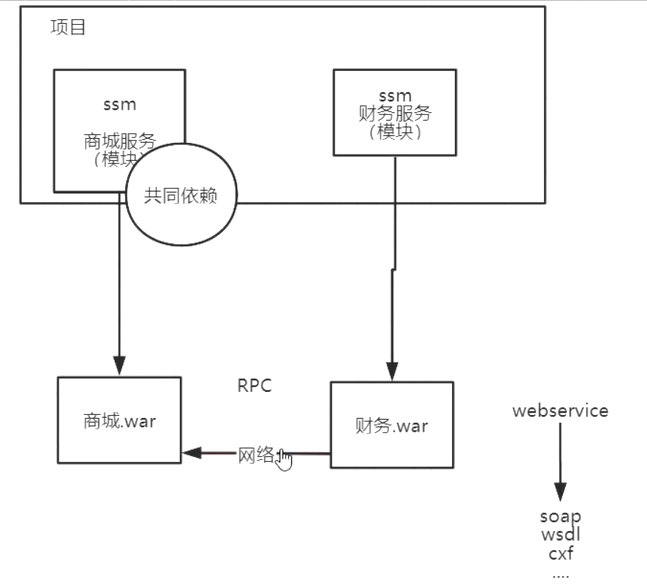 项目
ssm
商城服务
（模块）
ssm
财务服务
（模块）
共同依赖
RPC
商城.war
财务.war
网络
webservice
soap
wsdl
cxf
....